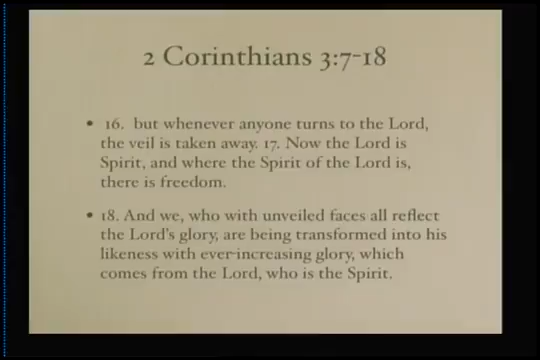 2 Corinthians 3:7-18
• 16. but whenever anyone turns to the Lord,
the veil is taken away. 17. Now the Lord is
Spirit, and where the Spirit of the Lord is,
there is freedom.
• 18. And we, who with unveiled faces all reflect
the Lord's glory, are being transformed into his
likeness with ever-increasing glory, which
comes from the Lord, who is the Spirit.